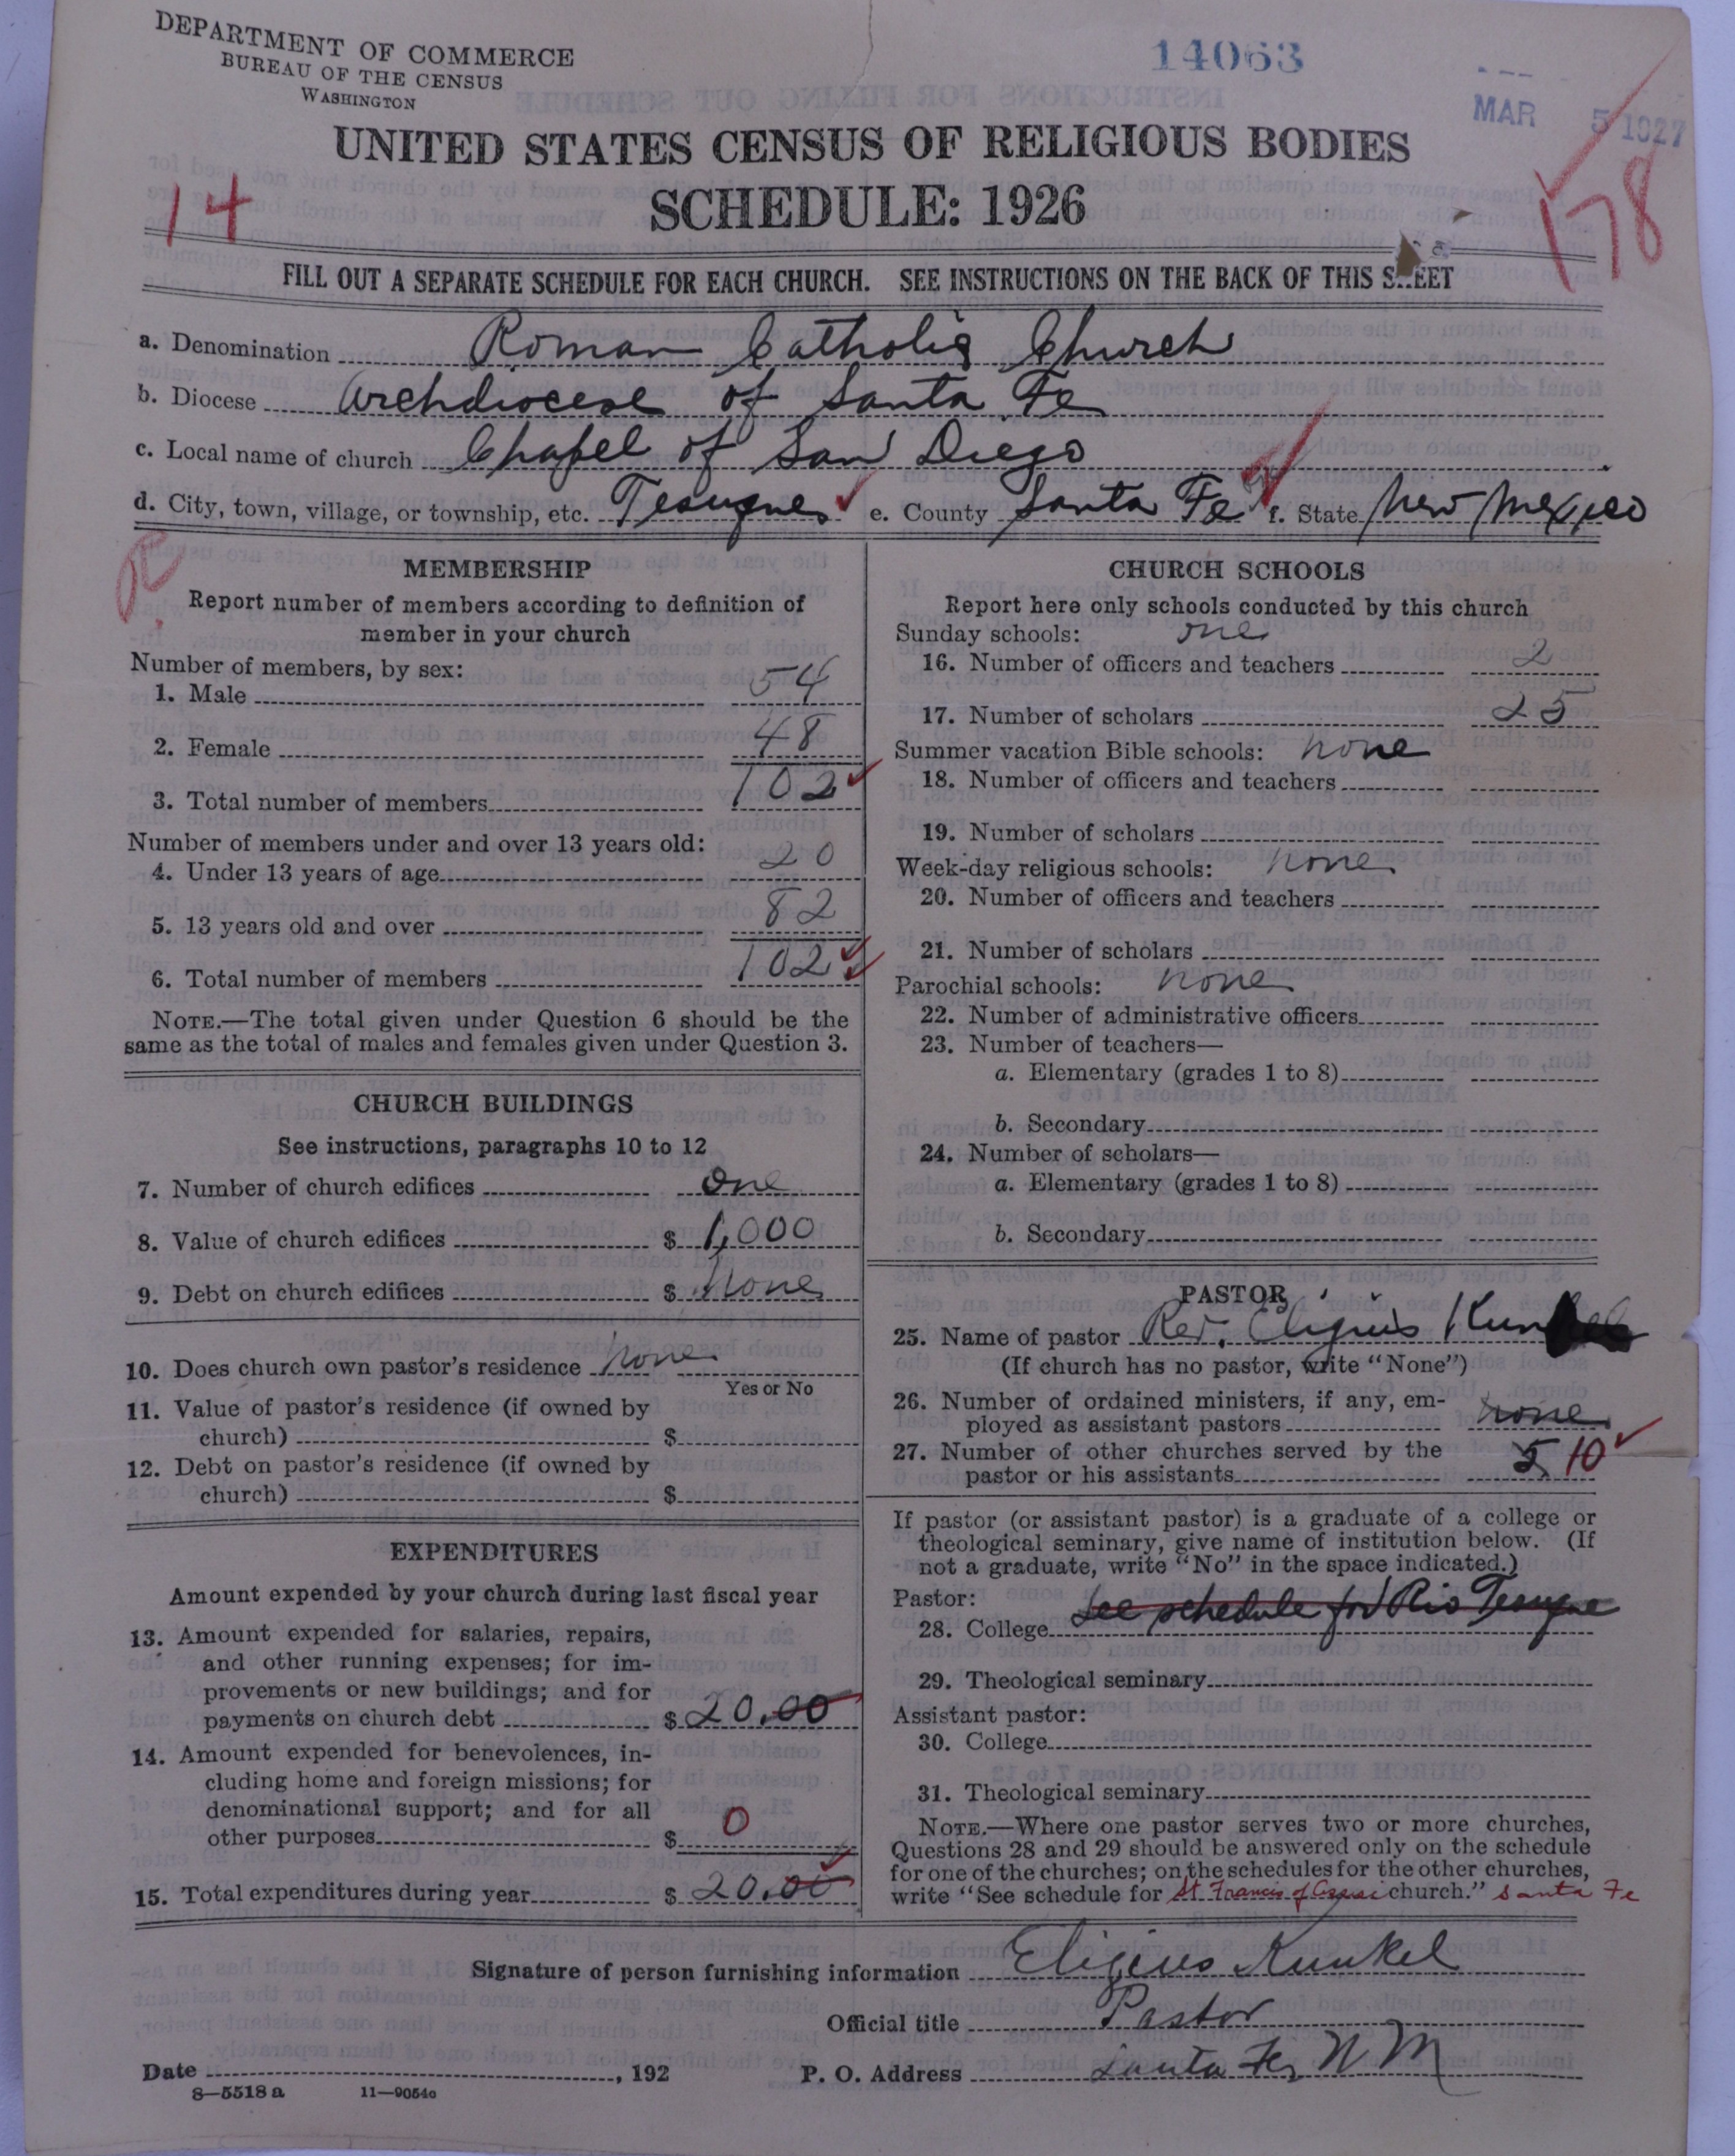 DEPARTMENT OF COMMERCE
BUREAU OF THE CENSUS
WASHINGTON
14063
MAR 5 1927
UNITED STATES CENSUS OF RELIGIOUS BODIES
SCHEDULE: 1926
14
178
FILL OUT A SEPARATE SCHEDULE FOR EACH CHURCH. SEE INSTRUCTIONS ON THE BACK OF THIS S..EET
a. Denomination Roman Catholic Church
b. Diocese Archdiocese of Santa Fe
c. Local name of church Chapel of San Diego
d. City, town, village, or township, etc. Tesuque e. County Santa Fe f. State New Mexico
MEMBERSHIP
Report number of members according to definition of
member in your church
Number of members, by sex:
1. Male 54
2. Female 48
3. Total number of members 102
Number of members under and over 13 years old:
4. Under 13 years of age 20
5. 13 years old and over 82
6. Total number of members 102
NOTE.—The total given under Question 6 should be the
same as the total of males and females given under Question 3.
CHURCH BUILDINGS
See instructions, paragraphs 10 to 12
7. Number of church edifices One
8. Value of church edifices $ 1,000
9. Debt on church edifices $ None
10. Does church own pastor's residence none
Yes or No
11. Value of pastor's residence (if owned by
church) $
12. Debt on pastor's residence (if owned by
church) $
EXPENDITURES
Amount expended by your church during last fiscal year
13. Amount expended for salaries, repairs,
and other running expenses; for im-
provements or new buildings; and for
payments on church debt $ 20.00
14. Amount expended for benevolences, in-
cluding home and foreign missions; for
denominational support; and for all
other purposes $ 0
15. Total expenditures during year $ 20.00
CHURCH SCHOOLS
Report here only schools conducted by this church
Sunday schools: one
16. Number of officers and teachers 2
17. Number of scholars 25
Summer vacation Bible schools: none
18. Number of officers and teachers
19. Number of scholars
Week-day religious schools: none
20. Number of officers and teachers
21. Number of scholars
Parochial schools: none
22. Number of administrative officers
23. Number of teachers—
a. Elementary (grades 1 to 8)
b. Secondary
24. Number of scholars—
a. Elementary (grades 1 to 8)
b. Secondary
PASTOR
25. Name of pastor Rev. Eligius Kunkel
(If church has no pastor, write "None")
26. Number of ordained ministers, if any, em-
ployed as assistant pastors none
27. Number of other churches served by the
pastor or his assistants 5 10
If pastor (or assistant pastor) is a graduate of a college or
theological seminary, give name of institution below. (If
not a graduate, write "No" in the space indicated.)
Pastor: See schedule for Rio Tesuque
28. College
29. Theological seminary
Assistant pastor:
30. College
31. Theological seminary
NOTE.—Where one pastor serves two or more churches,
Questions 28 and 29 should be answered only on the schedule
for one of the churches; on the schedules for the other churches,
write "See schedule for St. Francis of Assisi church." Santa Fe
Signature of person furnishing information Eligius Kunkel
Official title Pastor
Date , 192 P. O. Address Santa Fe, N M
8—5518 a 11—9054o